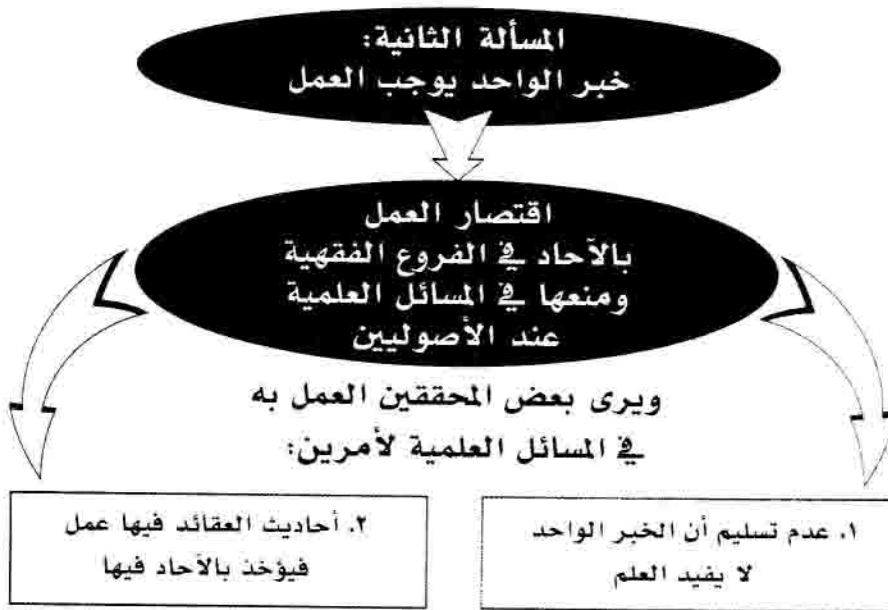 المسألة الثانية:
خبر الواحد يوجب العمل
اقتصار العمل
بالآحاد في الفروع الفقهية
ومنعها في المسائل العلمية
عند الأصوليين
ويرى بعض المحققين العمل به
في المسائل العلمية لأمرين:
١. عدم تسليم أن الخبر الواحد
لا يفيد العلم
٢. أحاديث العقائد فيها عمل
فيؤخذ بالآحاد فيها